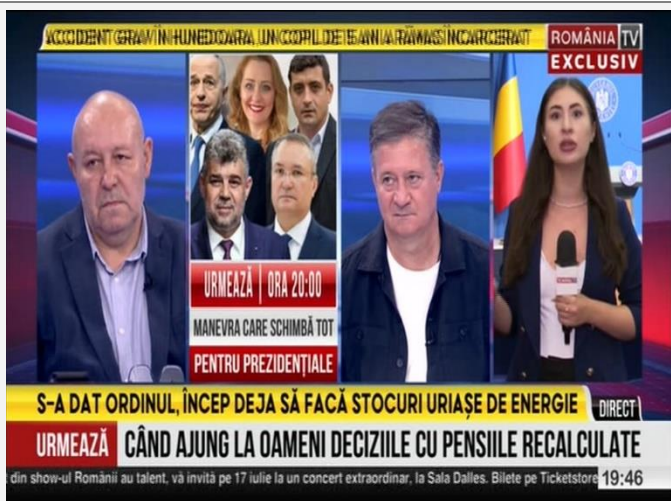 ACCIDENT GRAV ÎN HUNEDOARA, UN COPIL DE 5 ANI A RĂMAS ÎNCARCERAT
ROMÂNIA TV
EXCLUSIV
URMEAZĂ ORA 20:00
MANEVRA CARE SCHIMBĂ TOT
PENTRU PREZIDENȚIALE
S-A DAT ORDINUL, ÎNCEP DEJA SĂ FACĂ STOCURI URIAȘE DE ENERGIE
DIRECT
URMEAZĂ CÂND AJUNG LA OAMENI DECIZIILE CU PENSIILE RECALCULATE
din show-ul Românii au talent, vă invită pe 17 iulie la un concert extraordinar, la Sala Dalles. Bilete pe Ticketstore 19:46